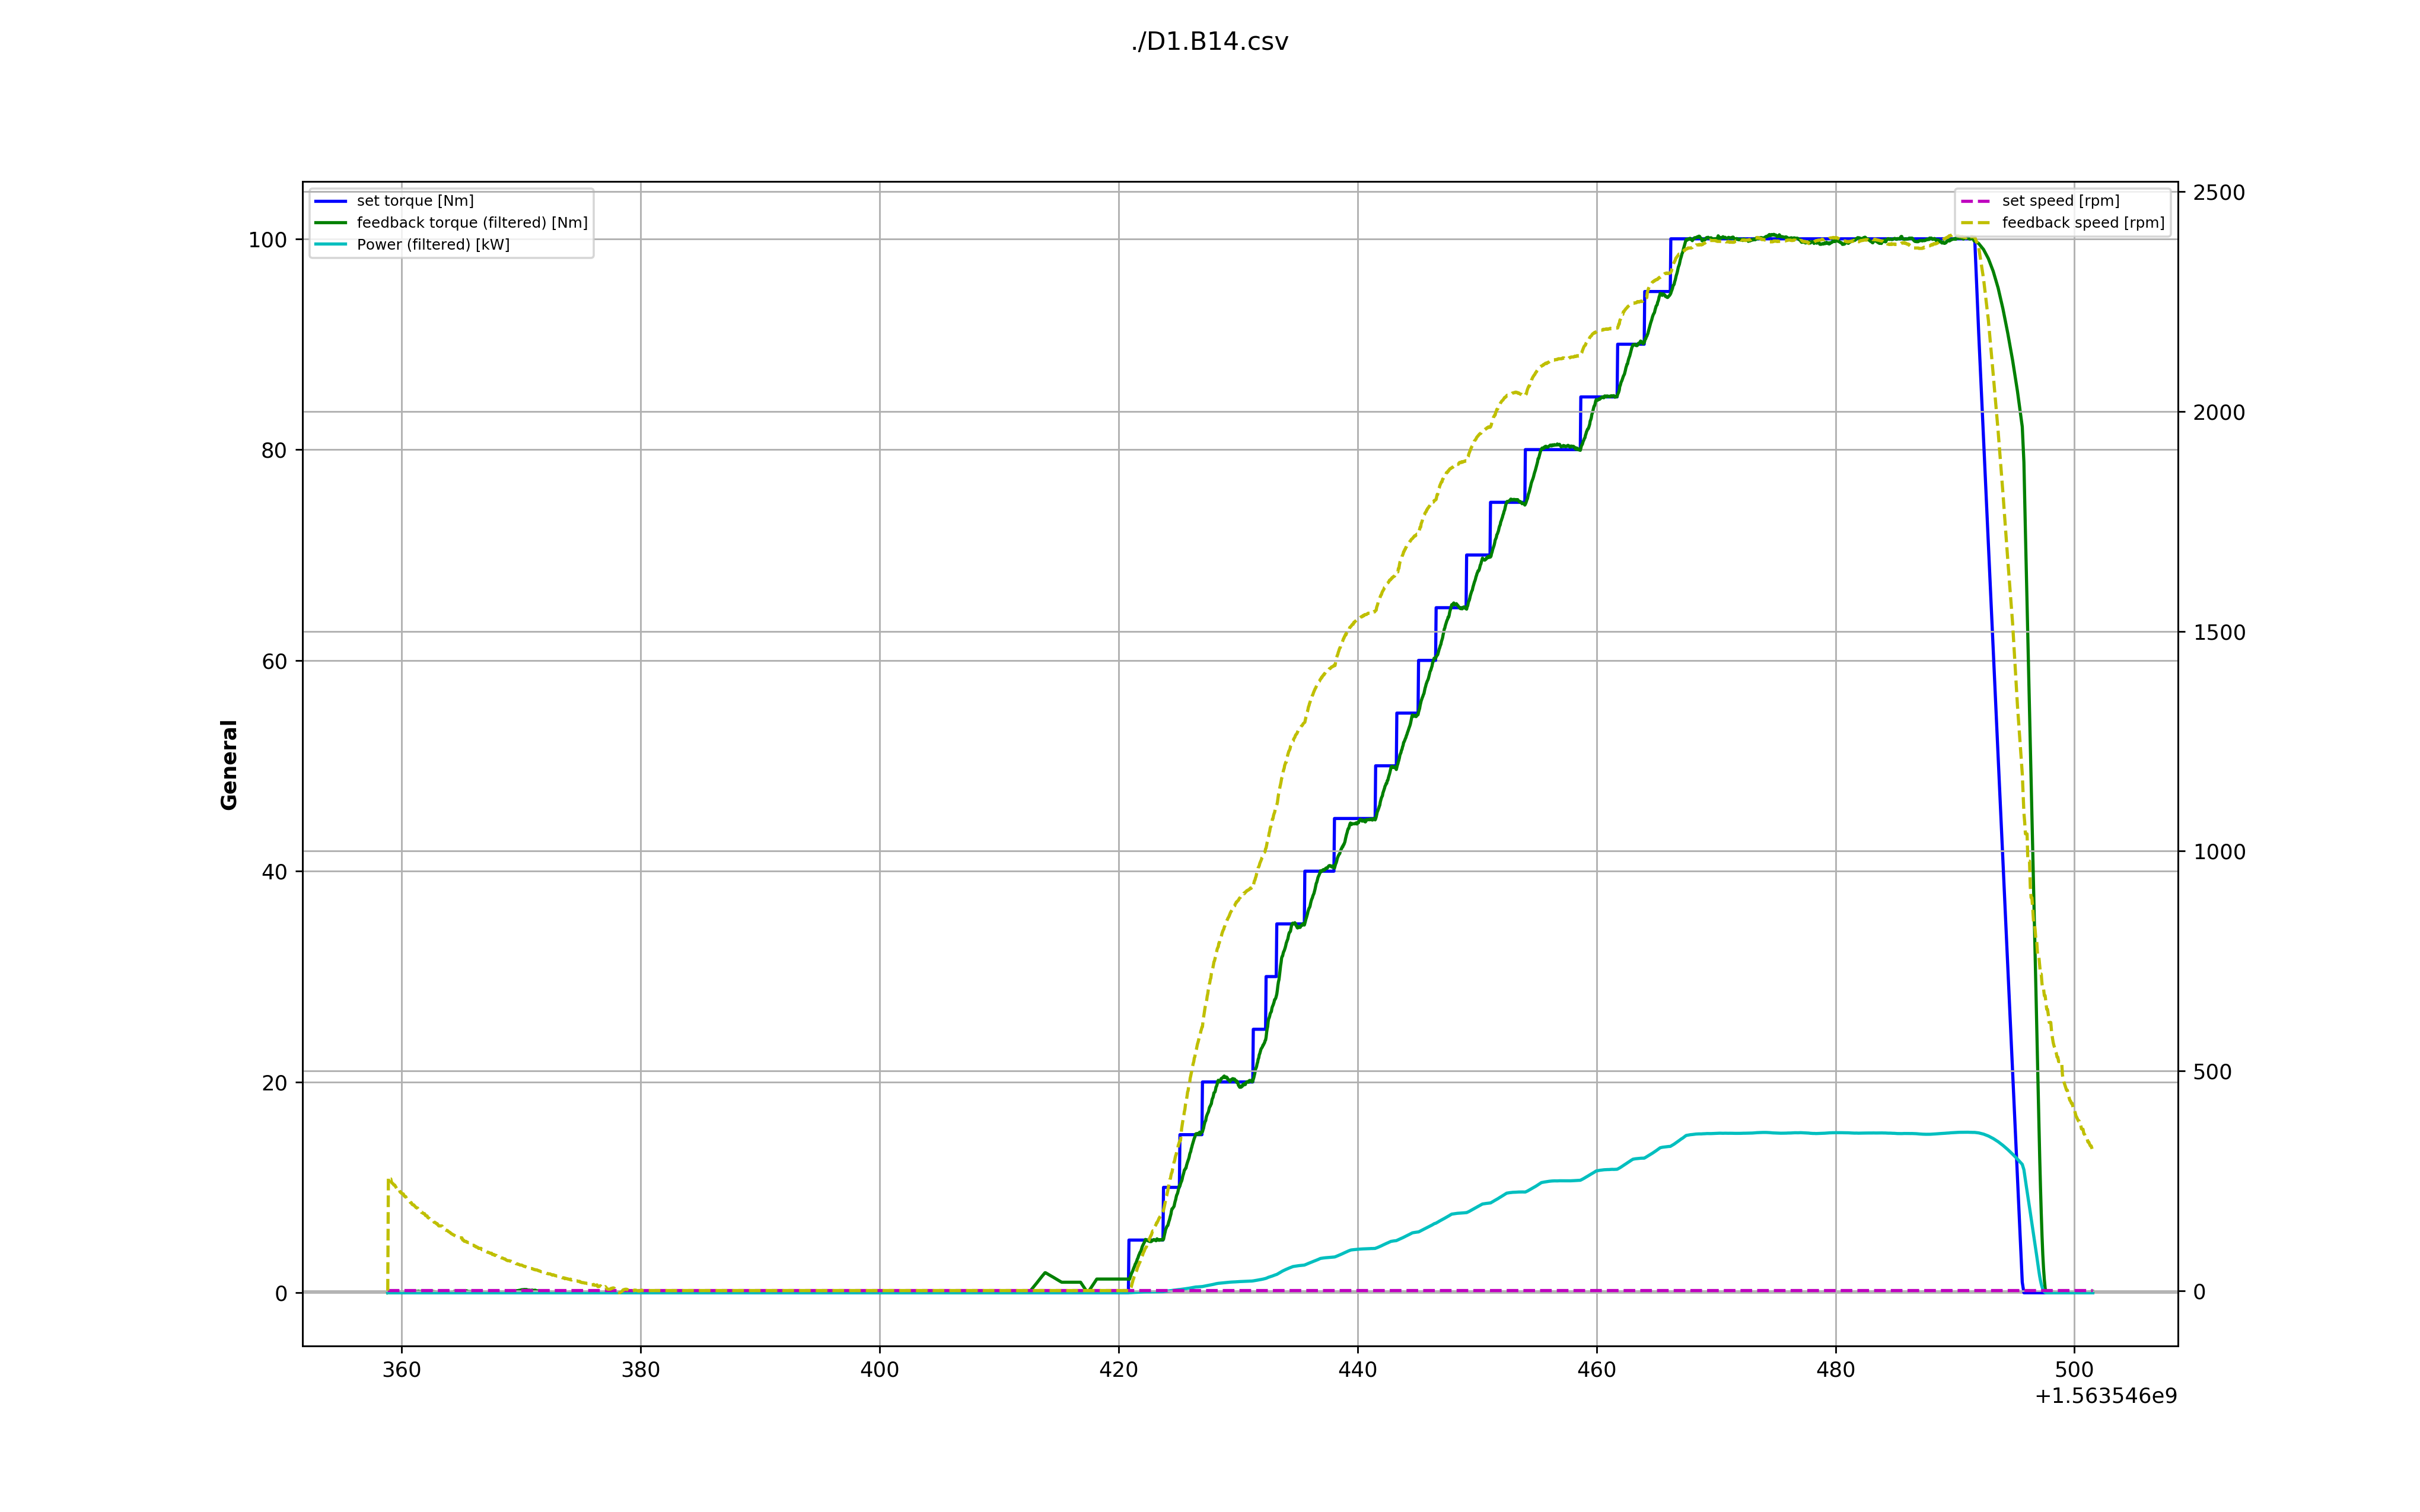 ./D1.B14.csv
set torque [Nm]
feedback torque (filtered) [Nm]
Power (filtered) [kW]
set speed [rpm]
feedback speed [rpm]
General
100
80
60
40
20
0
2500
2000
1500
1000
500
0
360 380 400 420 440 460 480 500
+1.563546e9